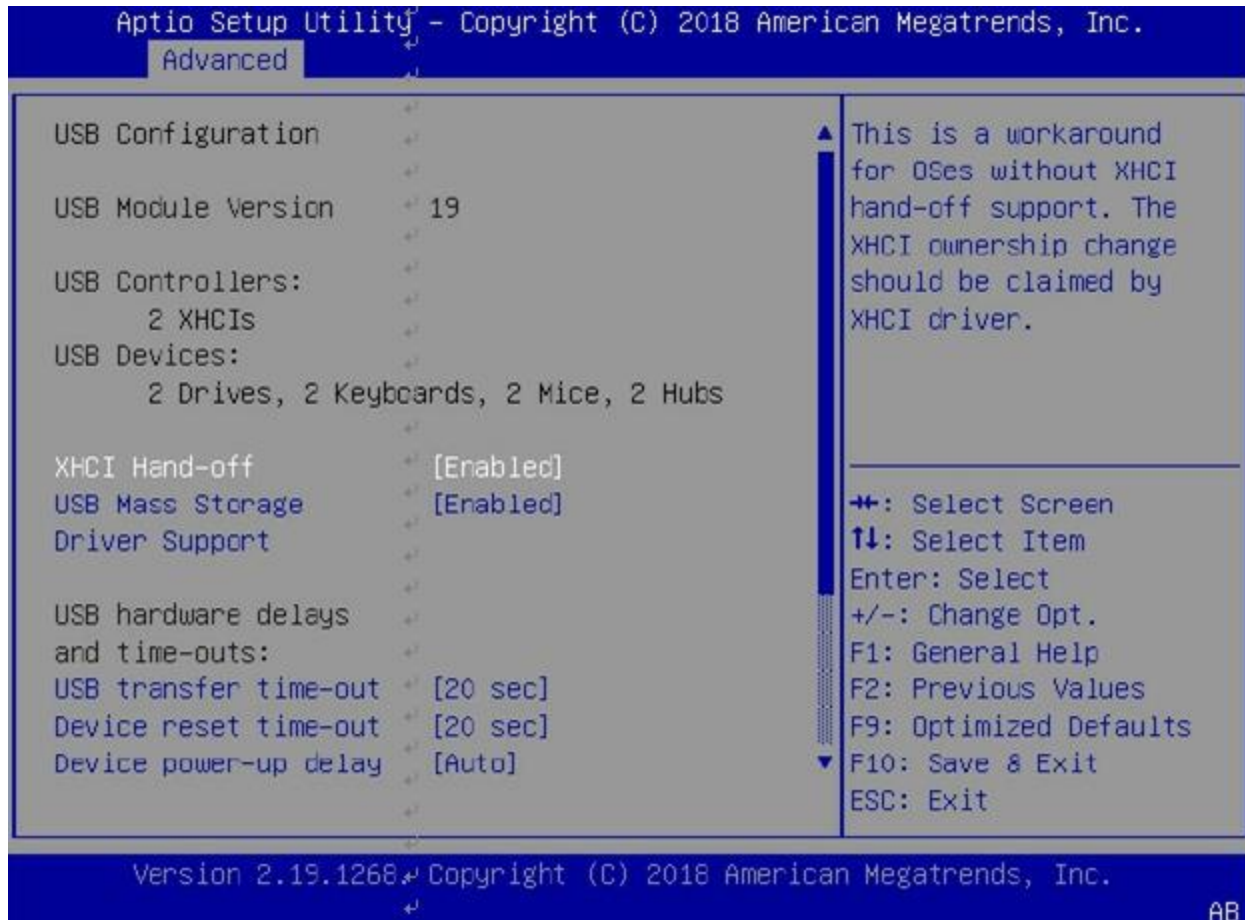 Aptio Setup Utility - Copyright (C) 2018 American Megatrends, Inc.
Advanced
USB Configuration
USB Module Version 19
USB Controllers:
2 XHCIs
USB Devices:
2 Drives, 2 Keyboards, 2 Mice, 2 Hubs
XHCI Hand-off [Enabled]
USB Mass Storage [Enabled]
Driver Support
USB hardware delays
and time-outs:
USB transfer time-out [20 sec]
Device reset time-out [20 sec]
Device power-up delay [Auto]
This is a workaround
for OSes without XHCI
hand-off support. The
XHCI ownership change
should be claimed by
XHCI driver.
→←: Select Screen
↑↓: Select Item
Enter: Select
+/-: Change Opt.
F1: General Help
F2: Previous Values
F9: Optimized Defaults
F10: Save & Exit
ESC: Exit
Version 2.19.1268. Copyright (C) 2018 American Megatrends, Inc.
AB